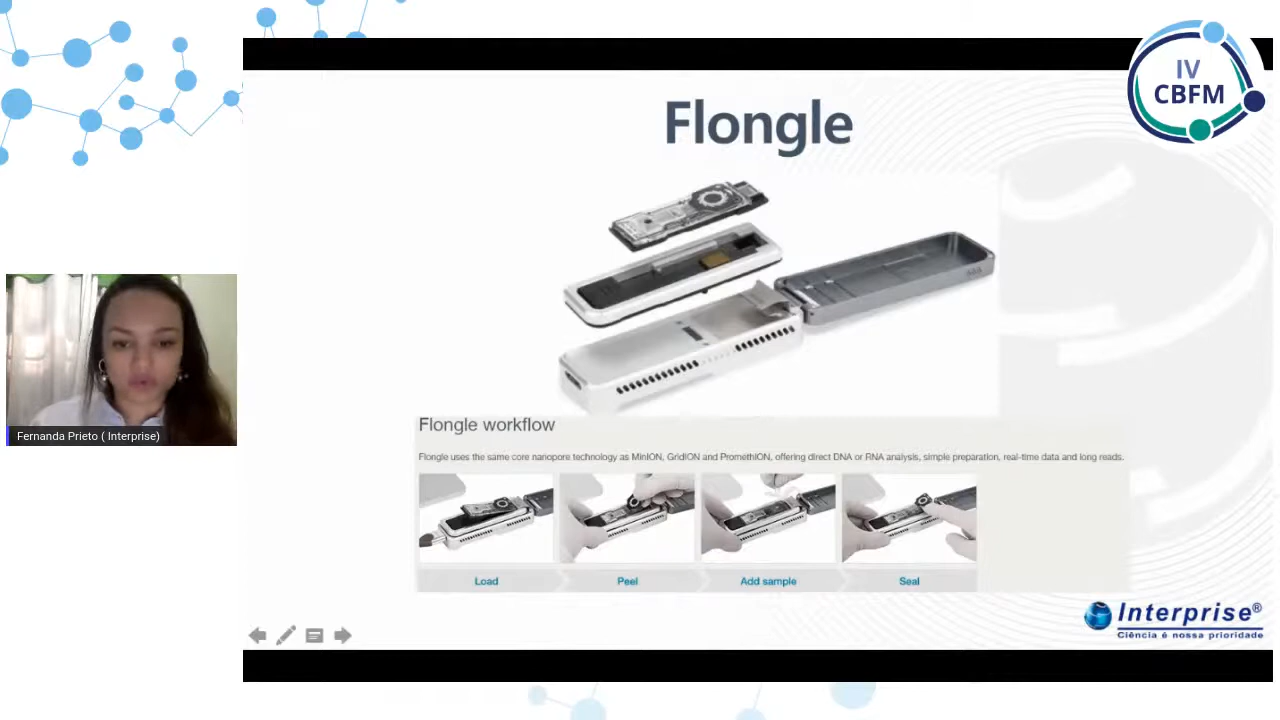 IV
CBFM
Flongle
Flongle workflow
Flongle uses the same core nanopore technology as MinION, GridION and PromethION, offering direct DNA or RNA analysis, simple preparation, real-time data and long reads.
Load
Peel
Add sample
Seal
Fernanda Prieto ( Interprise)
Interprise®
Ciência é nossa prioridade